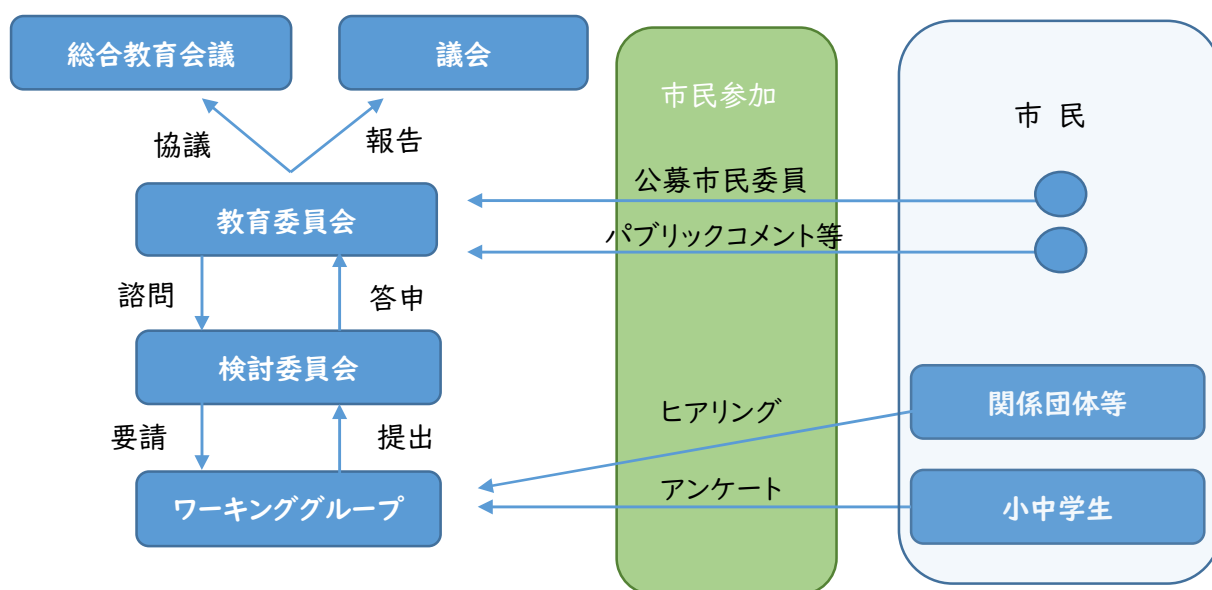 総合教育会議
議会
市民参加
市 民
協議
報告
公募市民委員
教育委員会
パブリックコメント等
諮問
答申
検討委員会
関係団体等
ヒアリング
要請
提出
アンケート
ワーキンググループ
小中学生